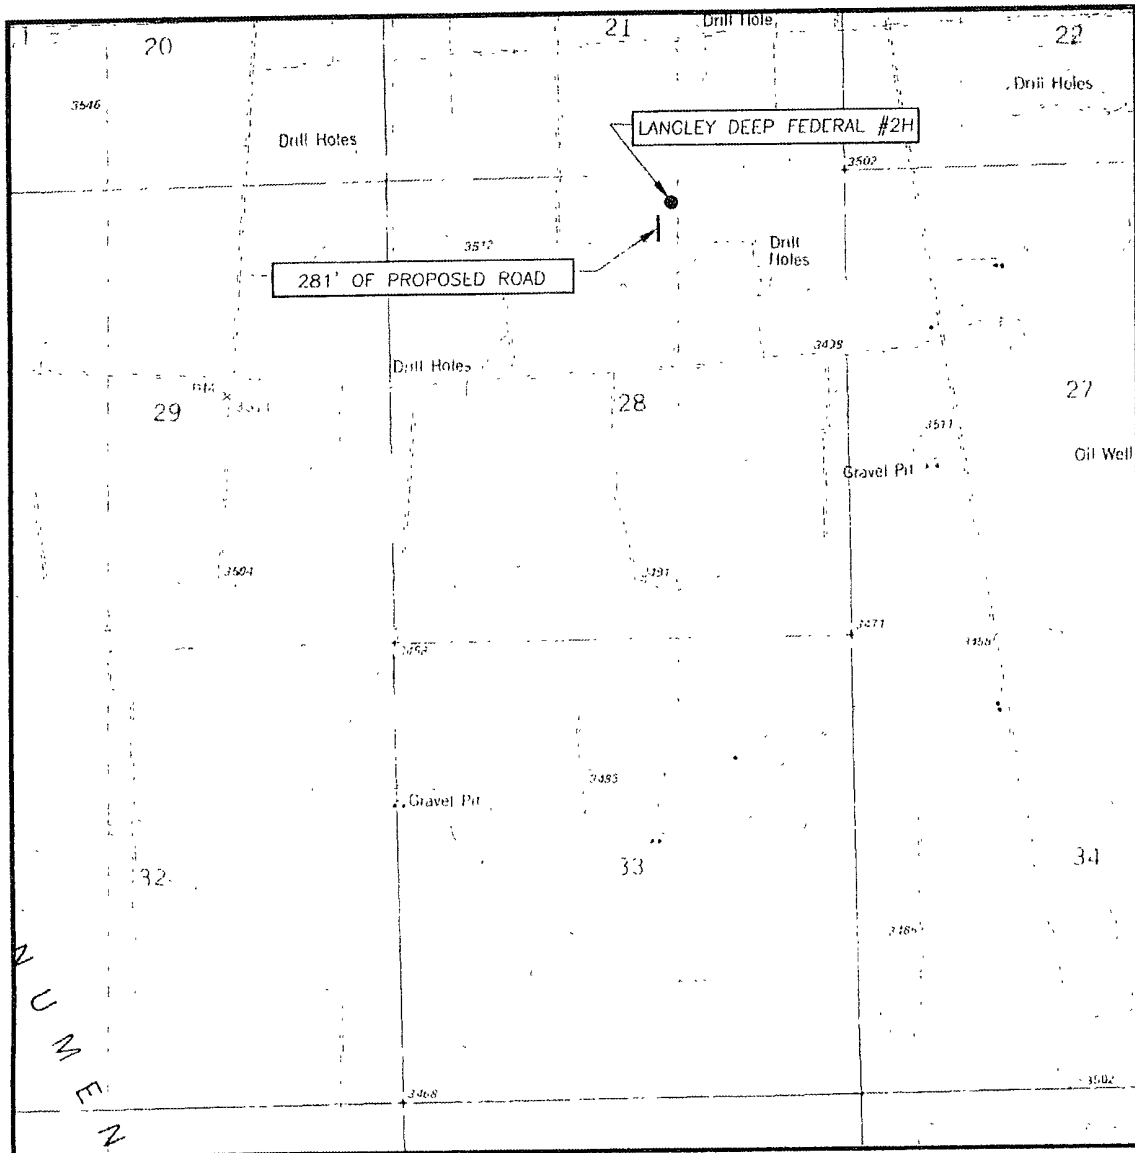 20
21
Drill Hole
22
3546
Drill Holes
Drill Holes
LANGLEY DEEP FEDERAL #2H
3502
3512
Drill
Holes
281' OF PROPOSED ROAD
Drill Holes
29
28
27
3511
Gravel Pit
Oil Well
3504
3491
3471
Gravel Pit
3493
32
33
34
3485
N U M E N
3468
3502